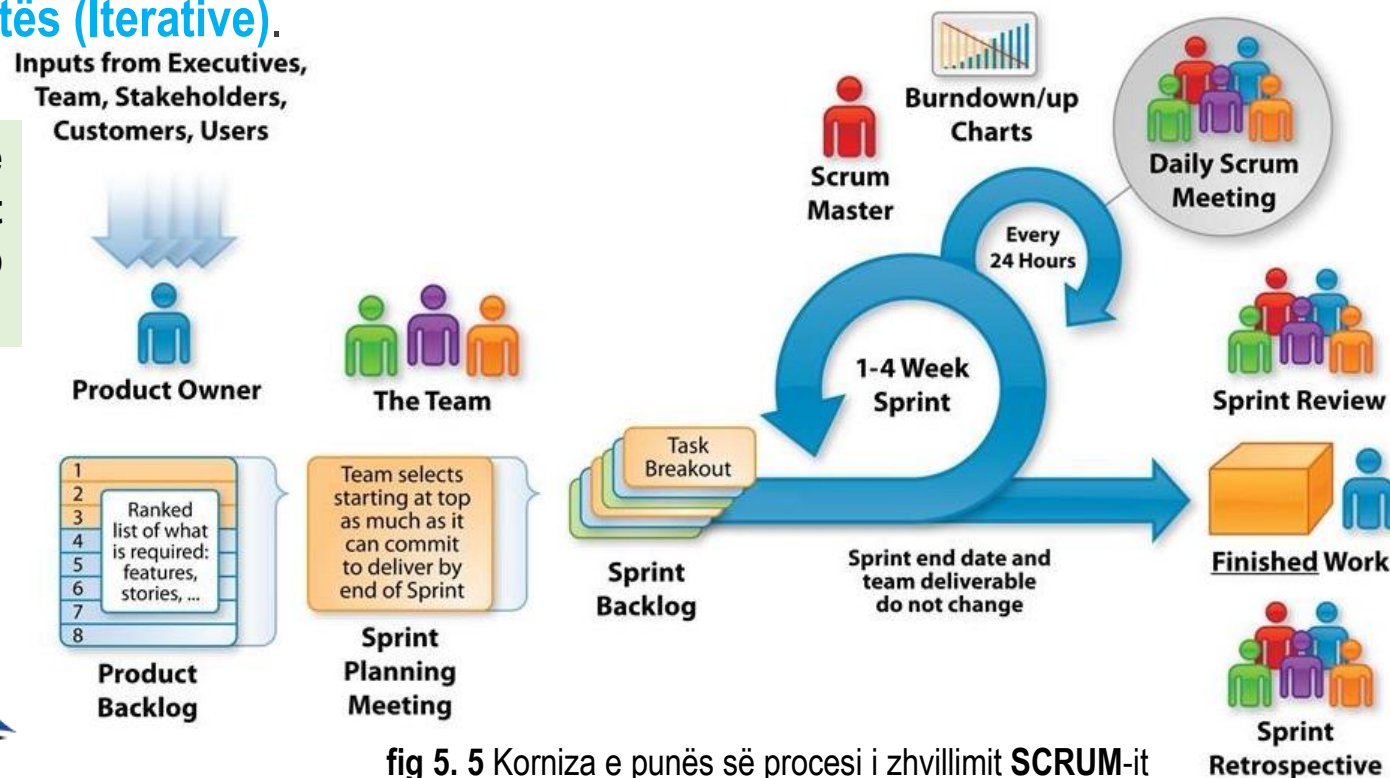 tës (Iterative).
Inputs from Executives,
Team, Stakeholders,
Customers, Users
e
t
Product Owner
The Team
1
2
3
4
5
6
7
8
Ranked
list of what
is required:
features,
stories, ...
Product
Backlog
Team selects
starting at top
as much as it
can commit
to deliver by
end of Sprint
Sprint
Planning
Meeting
Task
Breakout
Sprint
Backlog
Scrum
Master
Burndown/up
Charts
Daily Scrum
Meeting
Every
24 Hours
1-4 Week
Sprint
Sprint end date and
team deliverable
do not change
Sprint Review
Finished Work
Sprint
Retrospective
fig 5. 5 Korniza e punës së procesi i zhvillimit SCRUM-it